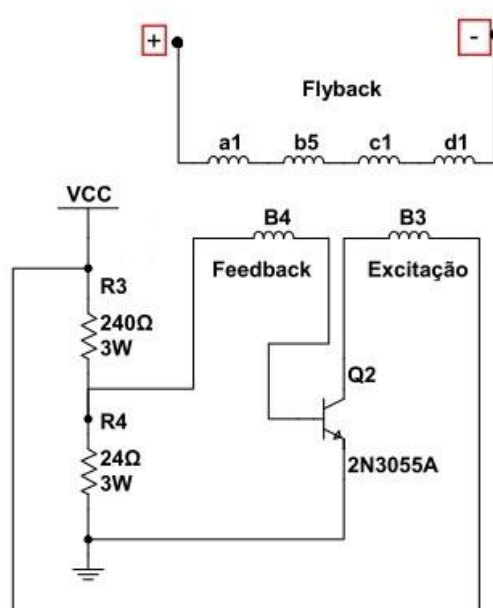 +
-
Flyback
a1 b5 c1 d1
VCC
B4 B3
Feedback Excitação
R3
240Ω
3W
Q2
R4
24Ω
3W
2N3055A